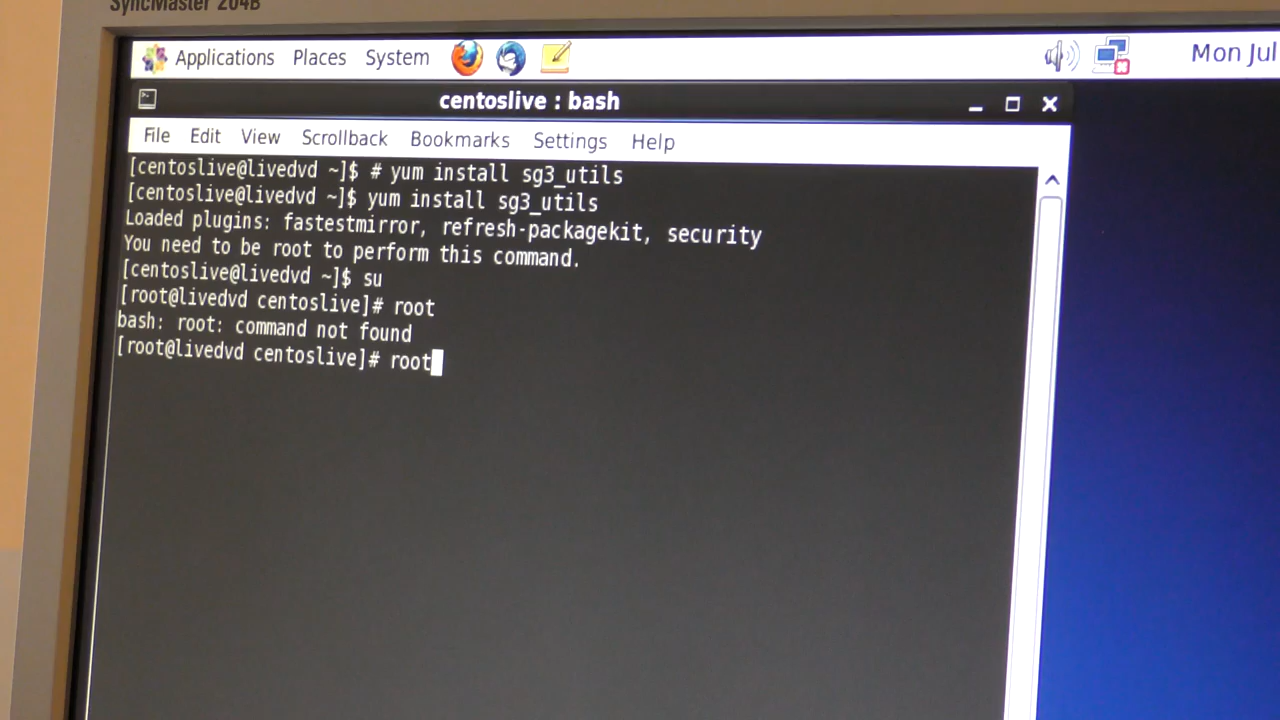 SyncMaster 204B
Applications Places System Mon Jul
centoslive : bash
File Edit View Scrollback Bookmarks Settings Help
[centoslive@livedvd ~]$ # yum install sg3_utils
[centoslive@livedvd ~]$ yum install sg3_utils
Loaded plugins: fastestmirror, refresh-packagekit, security
You need to be root to perform this command.
[centoslive@livedvd ~]$ su
[root@livedvd centoslive]# root
bash: root: command not found
[root@livedvd centoslive]# root